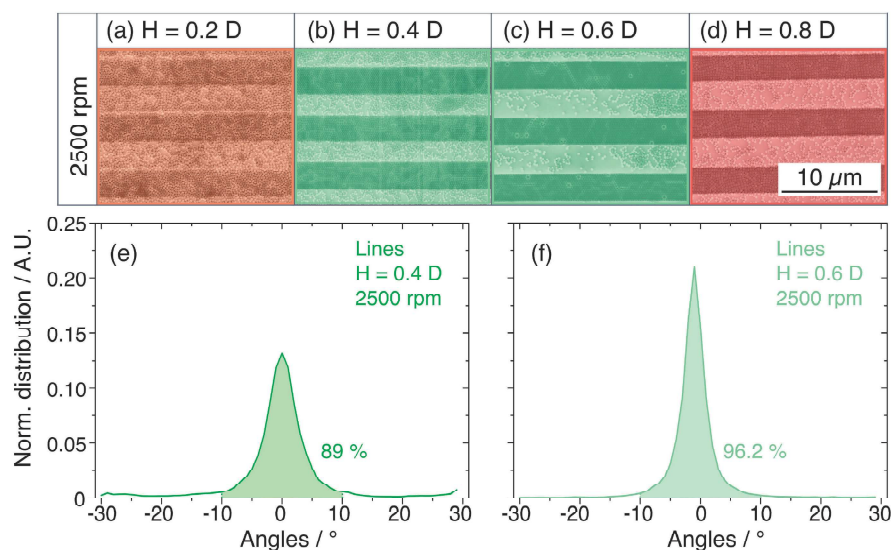 (a) H = 0.2 D
(b) H = 0.4 D
(c) H = 0.6 D
(d) H = 0.8 D
2500 rpm
10 µm
(e)
Lines
H = 0.4 D
2500 rpm
89 %
Norm. distribution / A.U.
0.25
0.20
0.15
0.10
0.05
0
-30 -20 -10 0 10 20 30
Angles / °
(f)
Lines
H = 0.6 D
2500 rpm
96.2 %
-30 -20 -10 0 10 20 30
Angles / °